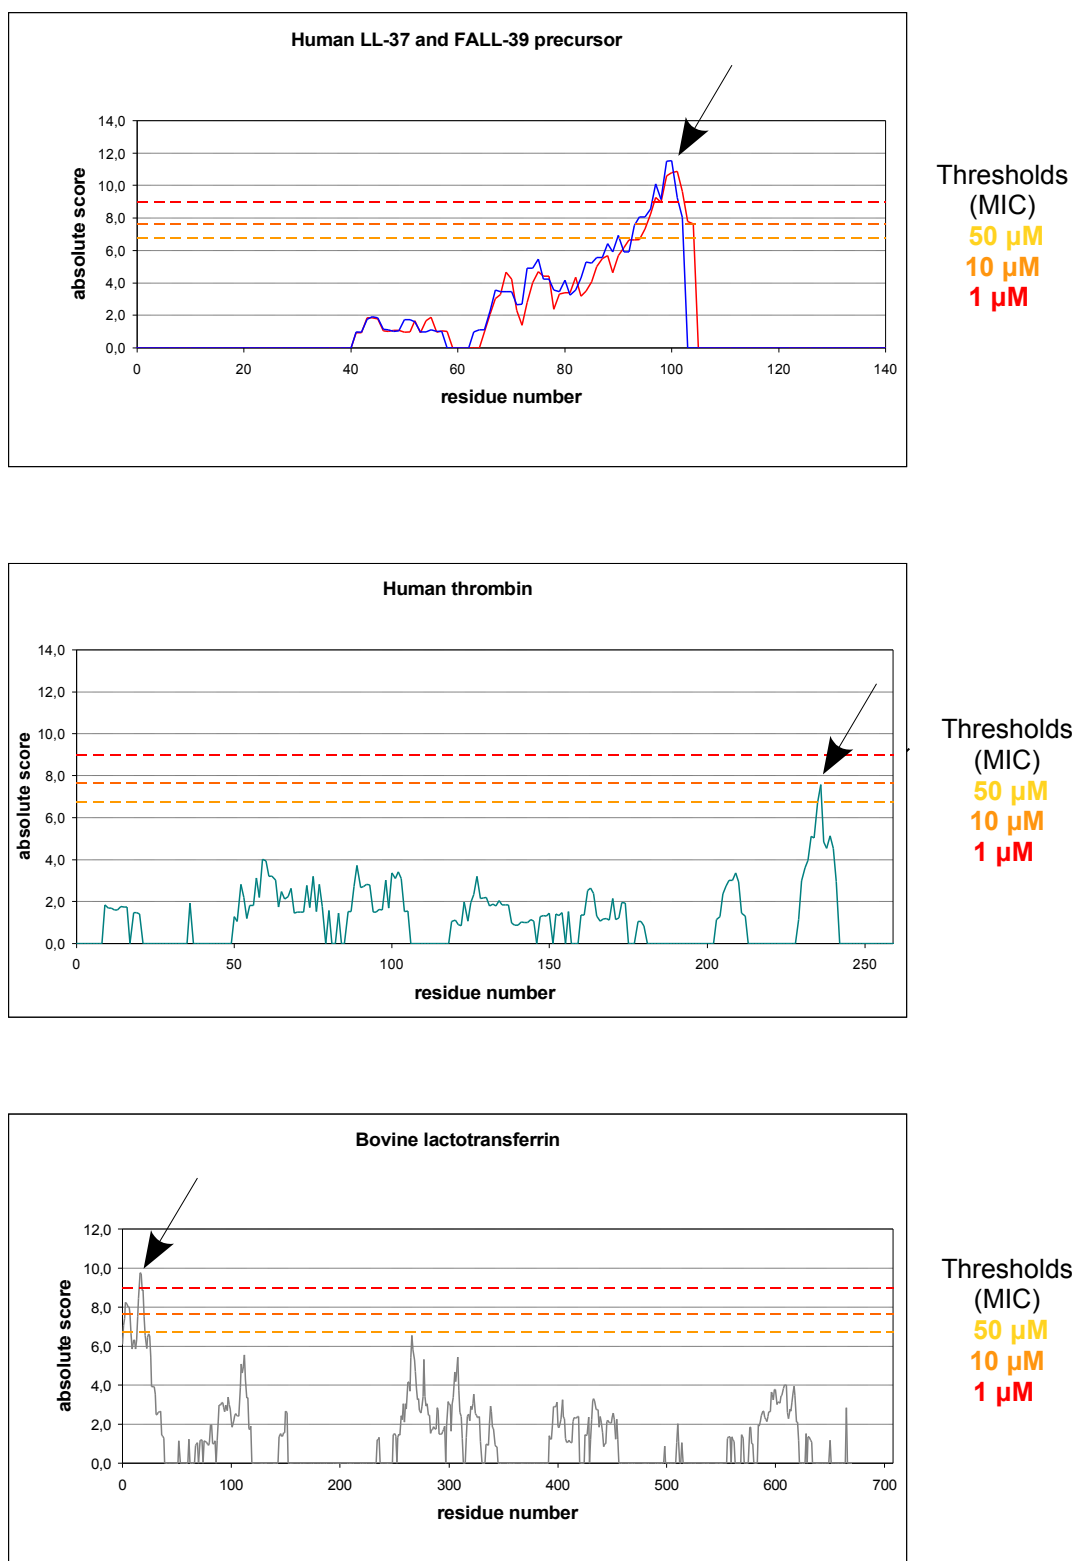 Human LL-37 and FALL-39 precursor
14,0
12,0
10,0
8,0
6,0
4,0
2,0
0,0
absolute score
0 20 40 60 80 100 120 140
residue number
Thresholds
(MIC)
50 µM
10 µM
1 µM
Human thrombin
14,0
12,0
10,0
8,0
6,0
4,0
2,0
0,0
absolute score
0 50 100 150 200 250
residue number
Thresholds
(MIC)
50 µM
10 µM
1 µM
Bovine lactotransferrin
12,0
10,0
8,0
6,0
4,0
2,0
0,0
absolute score
0 100 200 300 400 500 600 700
residue number
Thresholds
(MIC)
50 µM
10 µM
1 µM